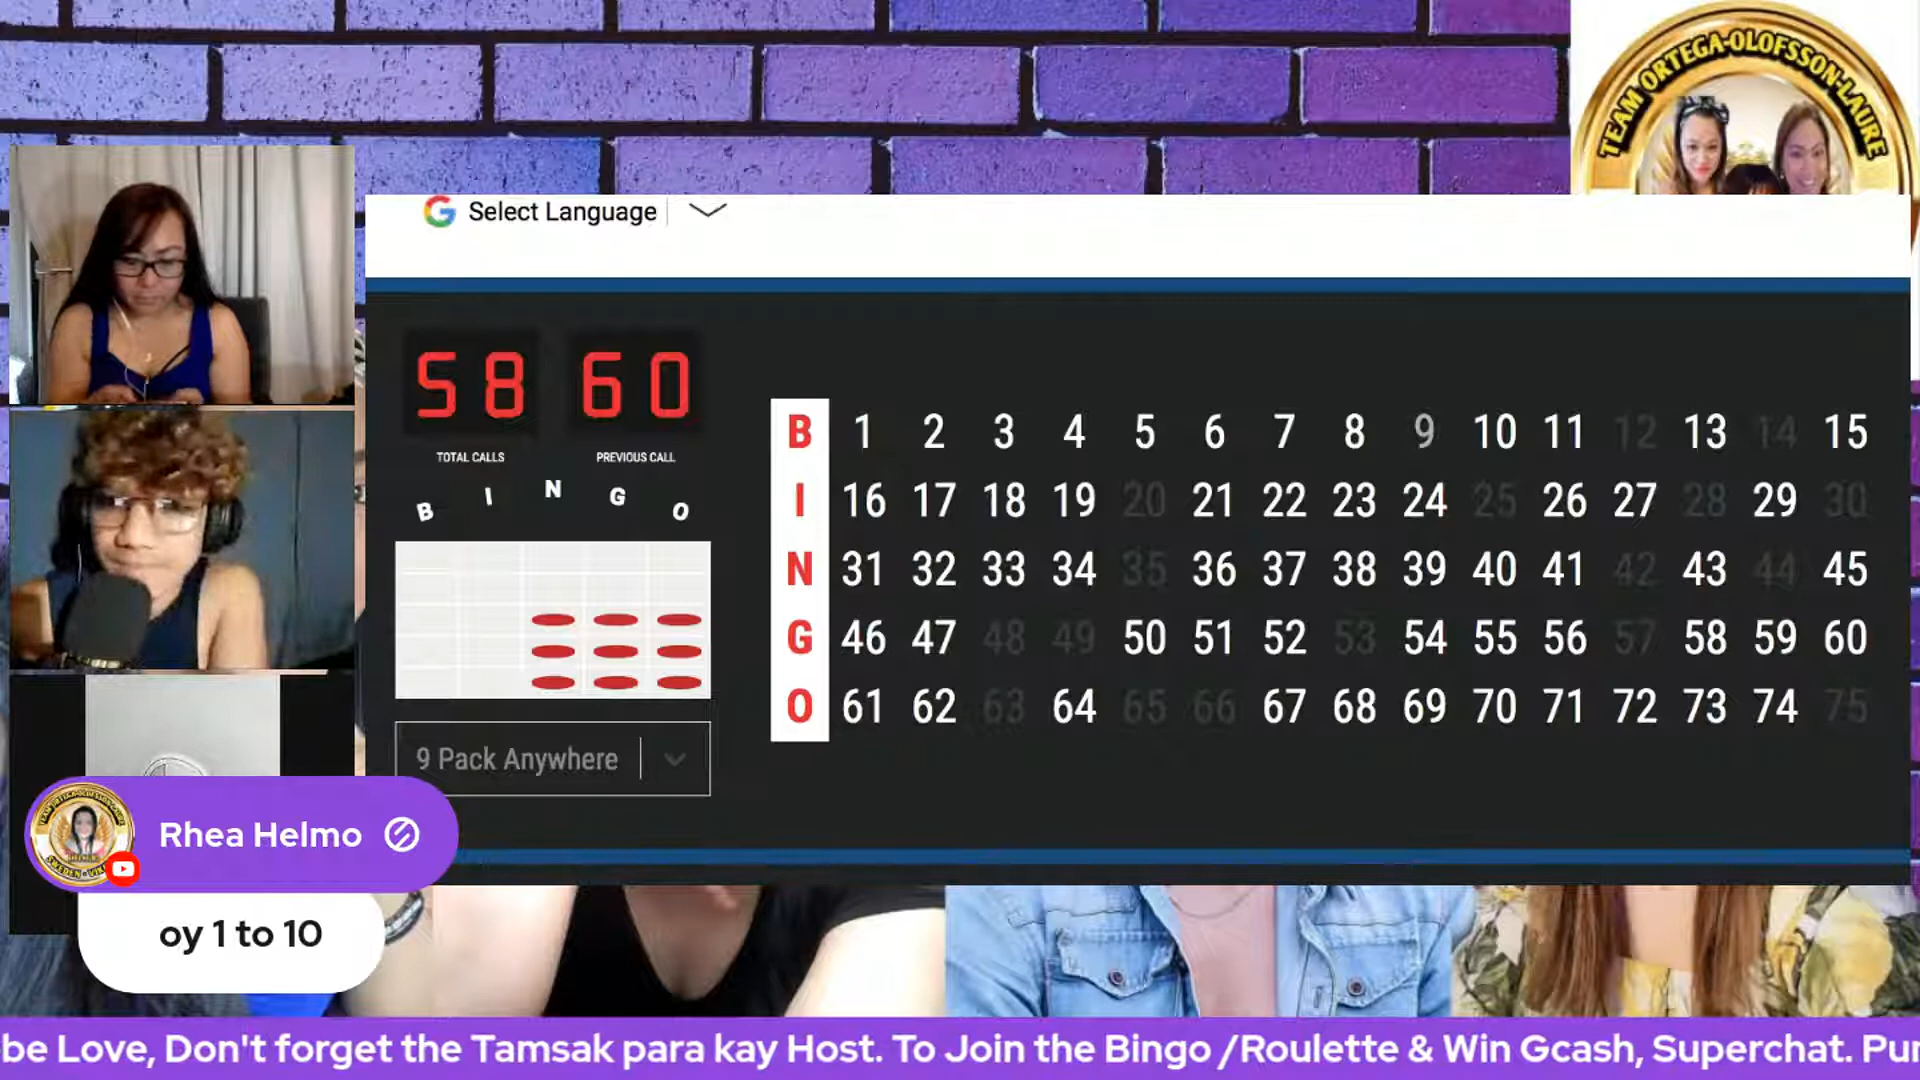 TEAM ORTEGA-OLOFSSON-LAURE
Select Language
58 60
TOTAL CALLS PREVIOUS CALL
B I N G O
9 Pack Anywhere
B 1 2 3 4 5 6 7 8 9 10 11 12 13 14 15
I 16 17 18 19 20 21 22 23 24 25 26 27 28 29 30
N 31 32 33 34 35 36 37 38 39 40 41 42 43 44 45
G 46 47 48 49 50 51 52 53 54 55 56 57 58 59 60
O 61 62 63 64 65 66 67 68 69 70 71 72 73 74 75
Rhea Helmo
oy 1 to 10
be Love, Don't forget the Tamsak para kay Host. To Join the Bingo /Roulette & Win Gcash, Superchat. Pur